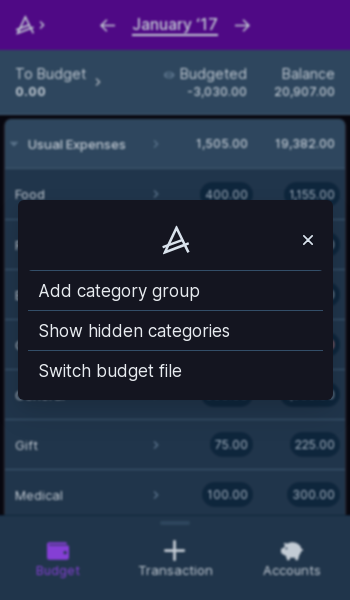 January '17
To Budget
0.00
Budgeted
-3,030.00
Balance
20,907.00
Usual Expenses 1,505.00 19,382.00
Food 400.00 1,155.00
Add category group
Show hidden categories
Switch budget file
Gift 75.00 225.00
Medical 100.00 300.00
Budget Transaction Accounts